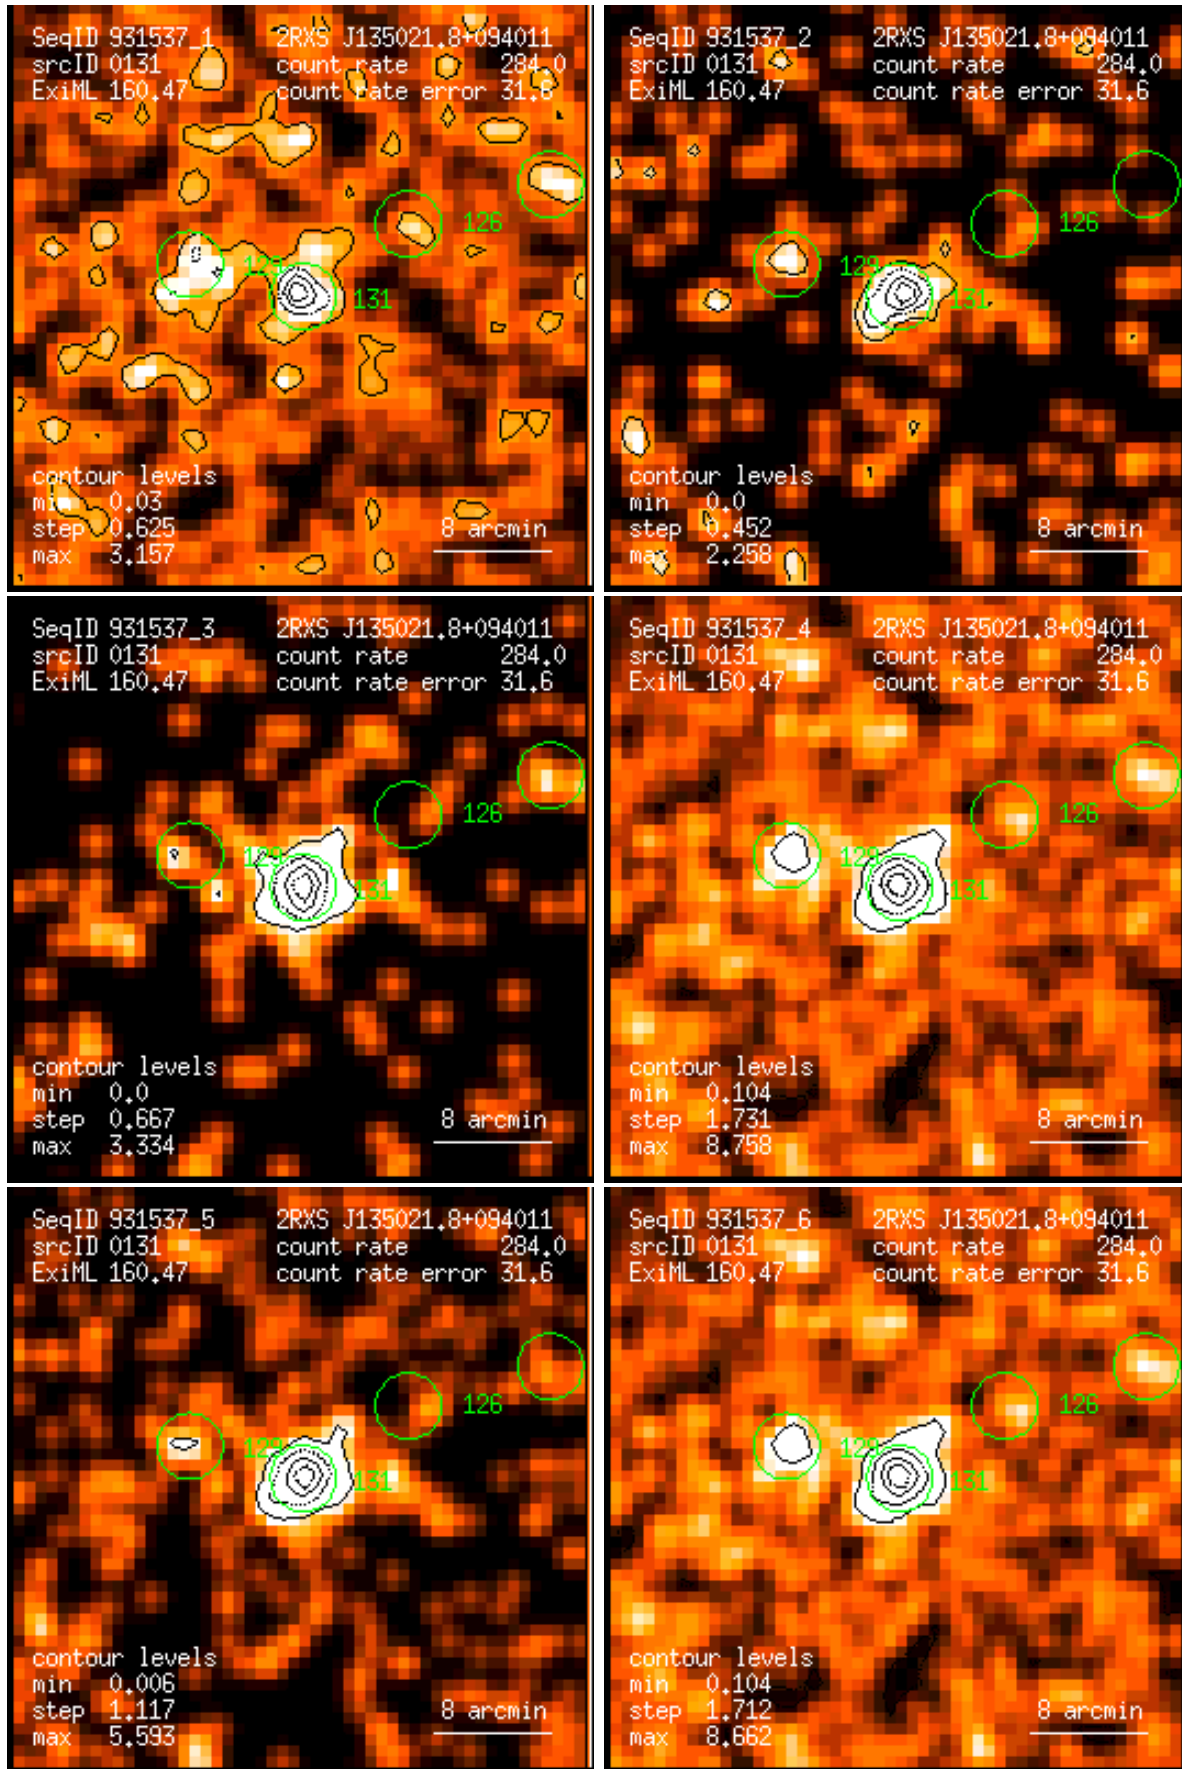 SeqID 931537_1 2RXS J135021.8+094011
srcID 0131 count rate 284.0
ExiML 160.47 count rate error 31.6
126
129
131
contour levels
min 0.03
step 0.625
max 3.157
8 arcmin
SeqID 931537_2 2RXS J135021.8+094011
srcID 0131 count rate 284.0
ExiML 160.47 count rate error 31.6
126
129
131
contour levels
min 0.0
step 0.452
max 2.258
8 arcmin
SeqID 931537_3 2RXS J135021.8+094011
srcID 0131 count rate 284.0
ExiML 160.47 count rate error 31.6
126
129
131
contour levels
min 0.0
step 0.667
max 3.334
8 arcmin
SeqID 931537_4 2RXS J135021.8+094011
srcID 0131 count rate 284.0
ExiML 160.47 count rate error 31.6
126
129
131
contour levels
min 0.104
step 1.731
max 8.758
8 arcmin
SeqID 931537_5 2RXS J135021.8+094011
srcID 0131 count rate 284.0
ExiML 160.47 count rate error 31.6
126
129
131
contour levels
min 0.006
step 1.117
max 5.593
8 arcmin
SeqID 931537_6 2RXS J135021.8+094011
srcID 0131 count rate 284.0
ExiML 160.47 count rate error 31.6
126
129
131
contour levels
min 0.104
step 1.712
max 8.662
8 arcmin